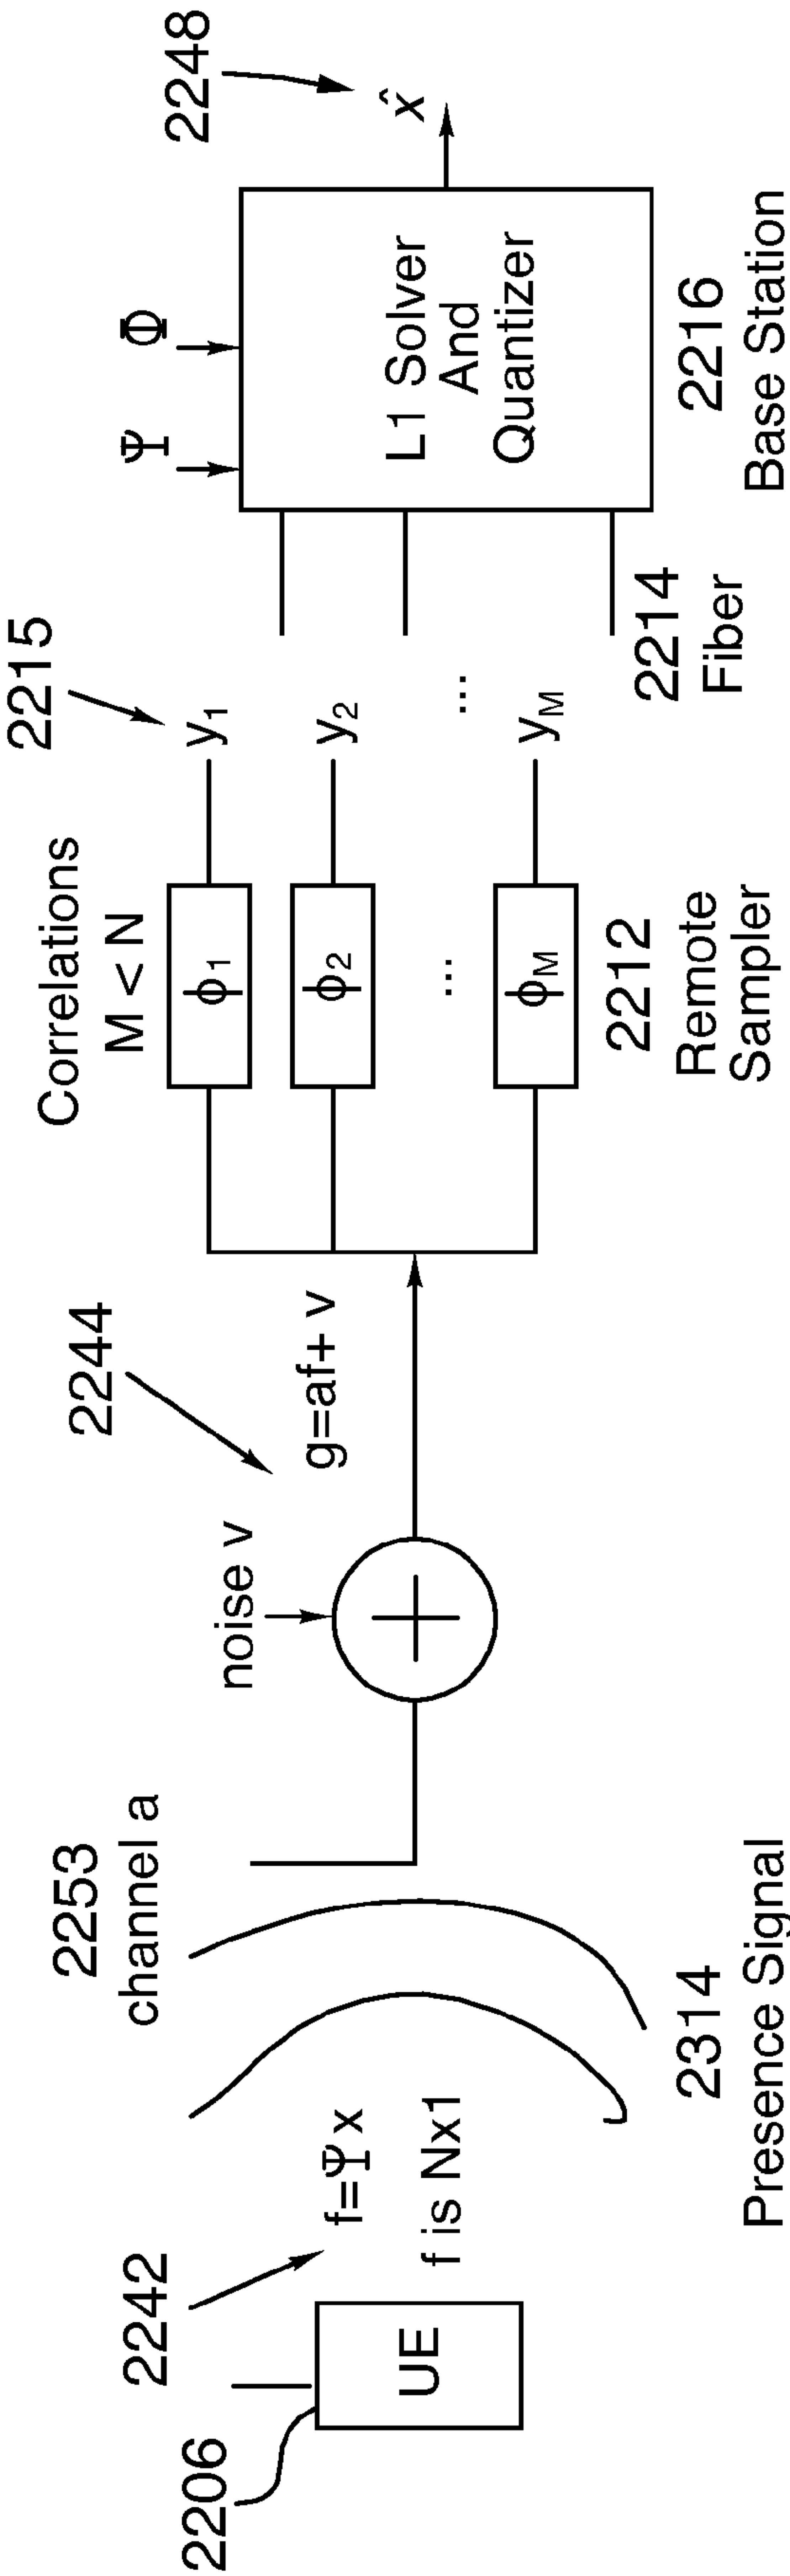 2206
UE
2242
f=Ψx
f is Nx1
2314
Presence Signal
2253
channel a
noise v
2244
g=af+ v
Correlations
M < N
ϕ1
ϕ2
...
ϕM
2212
Remote
Sampler
2215
y1
y2
...
yM
2214
Fiber
Ψ
Φ
L1 Solver
And
Quantizer
2216
Base Station
x̂
2248